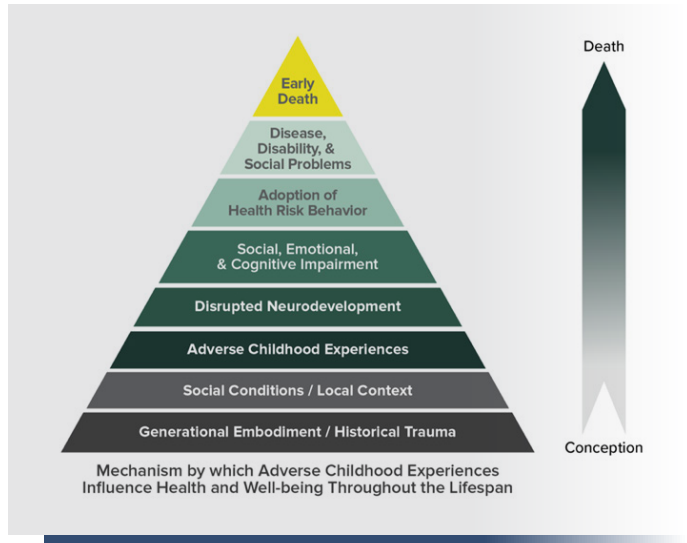 Death
Early
Death
Disease,
Disability, &
Social Problems
Adoption of
Health Risk Behavior
Social, Emotional,
& Cognitive Impairment
Disrupted Neurodevelopment
Adverse Childhood Experiences
Social Conditions / Local Context
Generational Embodiment / Historical Trauma
Conception
Mechanism by which Adverse Childhood Experiences
Influence Health and Well-being Throughout the Lifespan